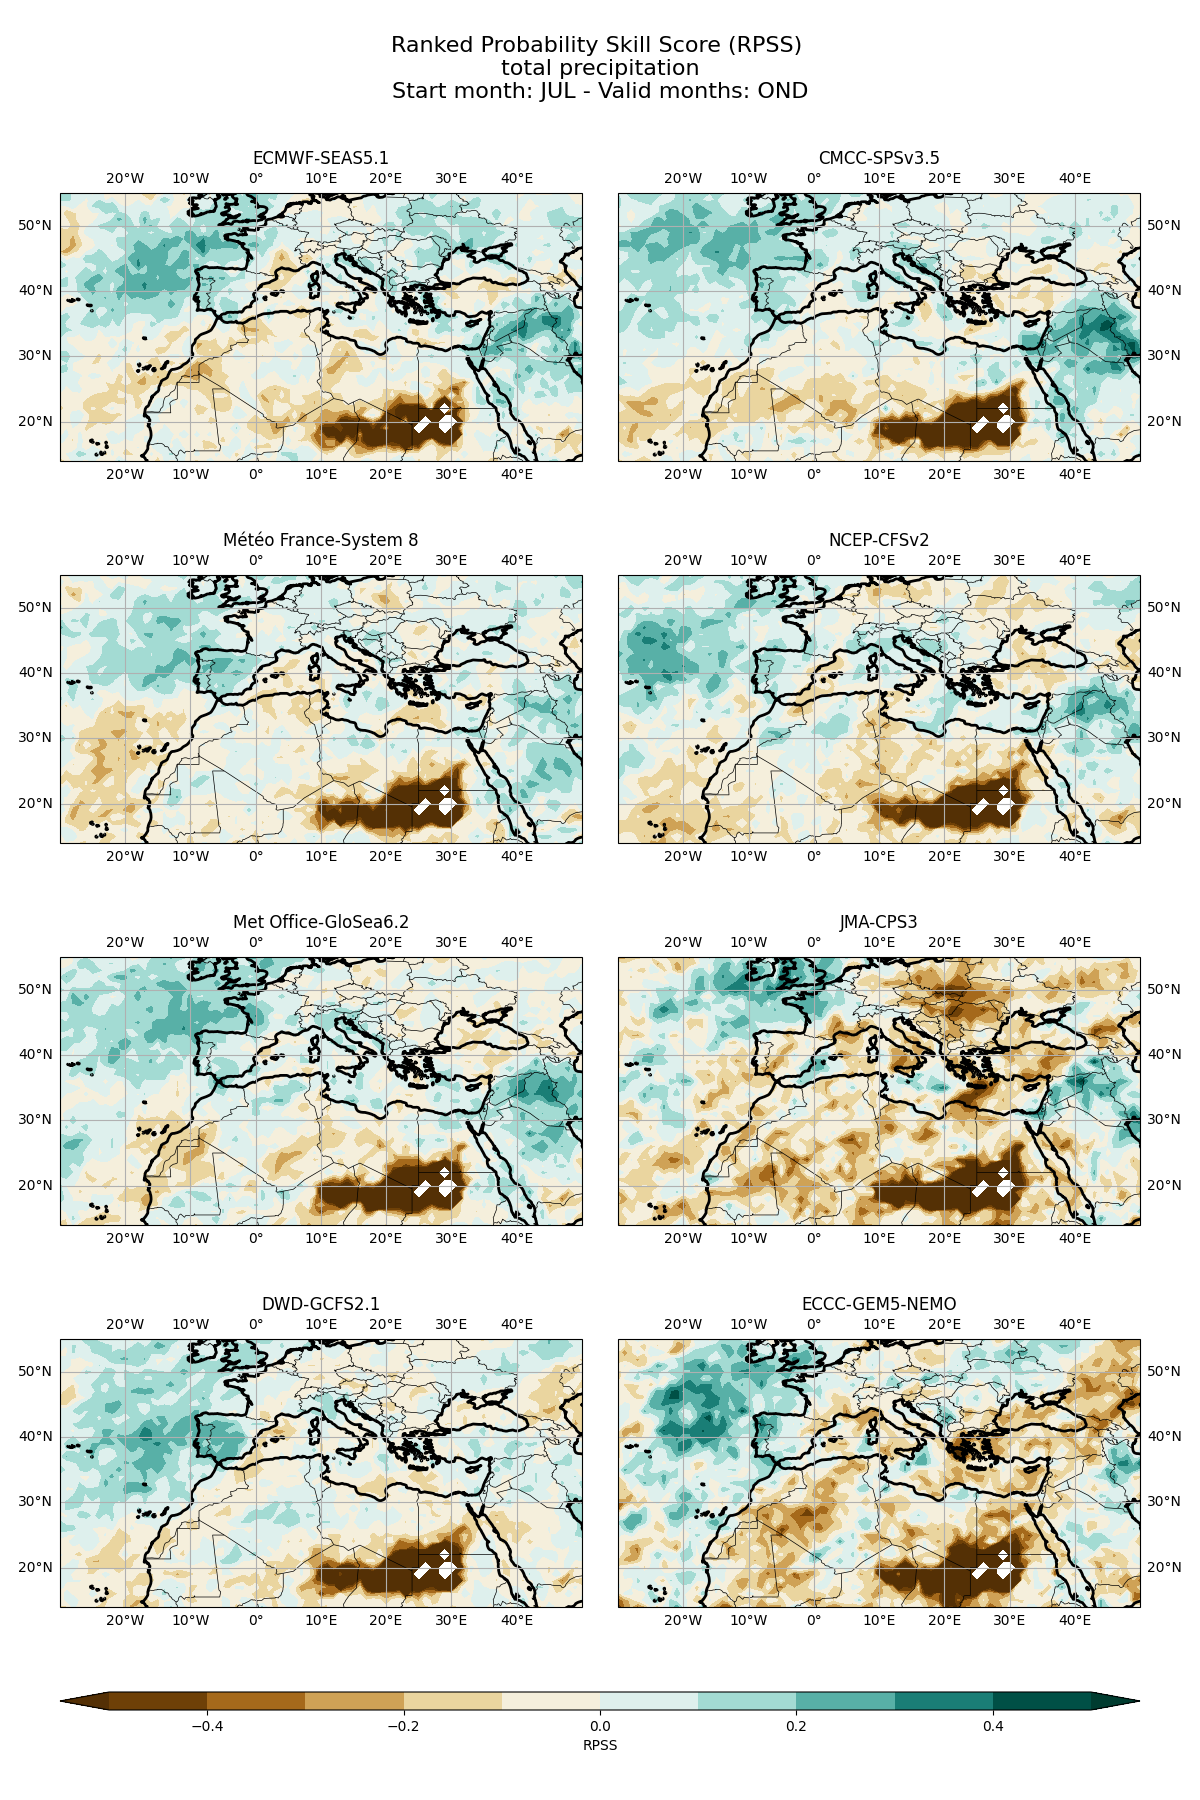 Ranked Probability Skill Score (RPSS)
total precipitation
Start month: JUL - Valid months: OND
ECMWF-SEAS5.1
CMCC-SPSv3.5
20°W 10°W 0° 10°E 20°E 30°E 40°E
20°W 10°W 0° 10°E 20°E 30°E 40°E
50°N
50°N
40°N
40°N
30°N
30°N
20°N
20°N
20°W 10°W 0° 10°E 20°E 30°E 40°E
20°W 10°W 0° 10°E 20°E 30°E 40°E
Météo France-System 8
NCEP-CFSv2
20°W 10°W 0° 10°E 20°E 30°E 40°E
20°W 10°W 0° 10°E 20°E 30°E 40°E
50°N
50°N
40°N
40°N
30°N
30°N
20°N
20°N
20°W 10°W 0° 10°E 20°E 30°E 40°E
20°W 10°W 0° 10°E 20°E 30°E 40°E
Met Office-GloSea6.2
JMA-CPS3
20°W 10°W 0° 10°E 20°E 30°E 40°E
20°W 10°W 0° 10°E 20°E 30°E 40°E
50°N
50°N
40°N
40°N
30°N
30°N
20°N
20°N
20°W 10°W 0° 10°E 20°E 30°E 40°E
20°W 10°W 0° 10°E 20°E 30°E 40°E
DWD-GCFS2.1
ECCC-GEM5-NEMO
20°W 10°W 0° 10°E 20°E 30°E 40°E
20°W 10°W 0° 10°E 20°E 30°E 40°E
50°N
50°N
40°N
40°N
30°N
30°N
20°N
20°N
20°W 10°W 0° 10°E 20°E 30°E 40°E
20°W 10°W 0° 10°E 20°E 30°E 40°E
−0.4 −0.2 0.0 0.2 0.4
RPSS